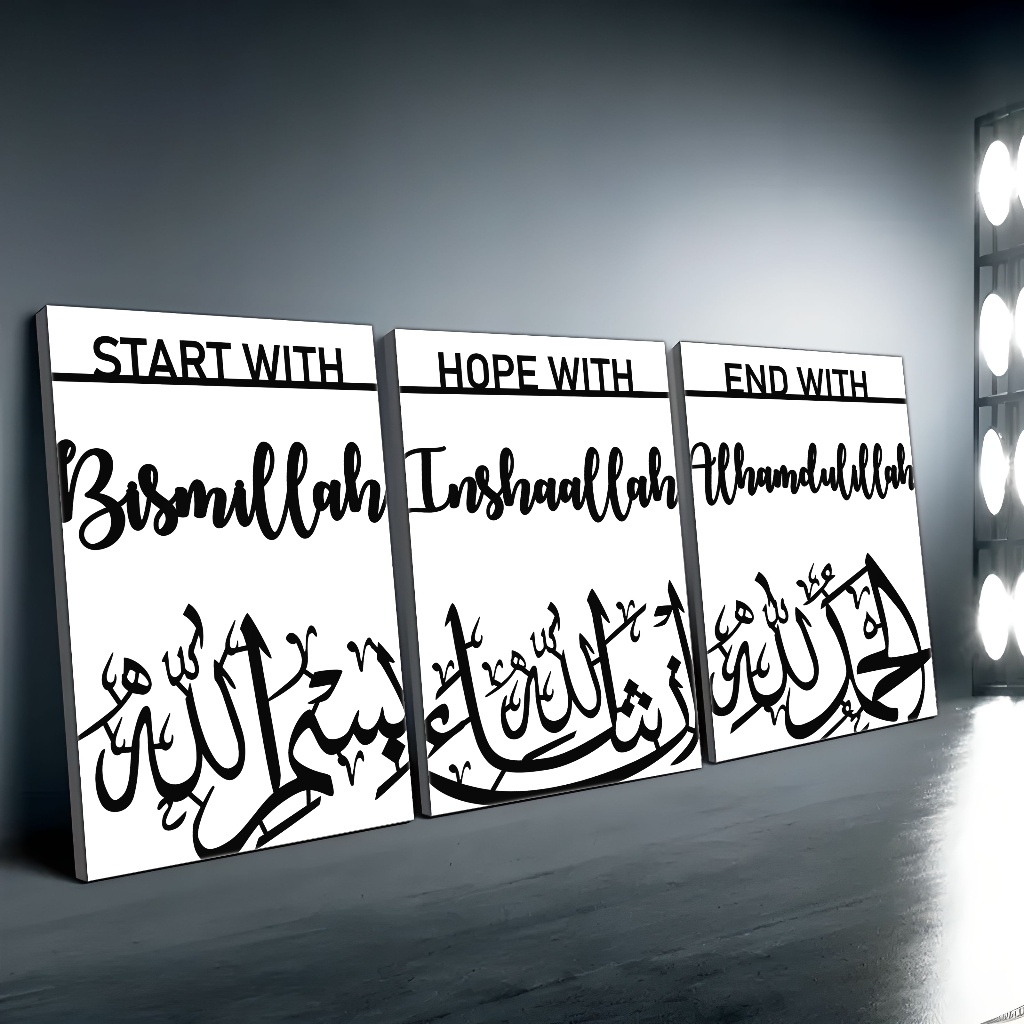 START WITH
Bismillah
بسم الله
HOPE WITH
Inshaallah
إن شاء الله
END WITH
Alhamdulillah
الحمد لله